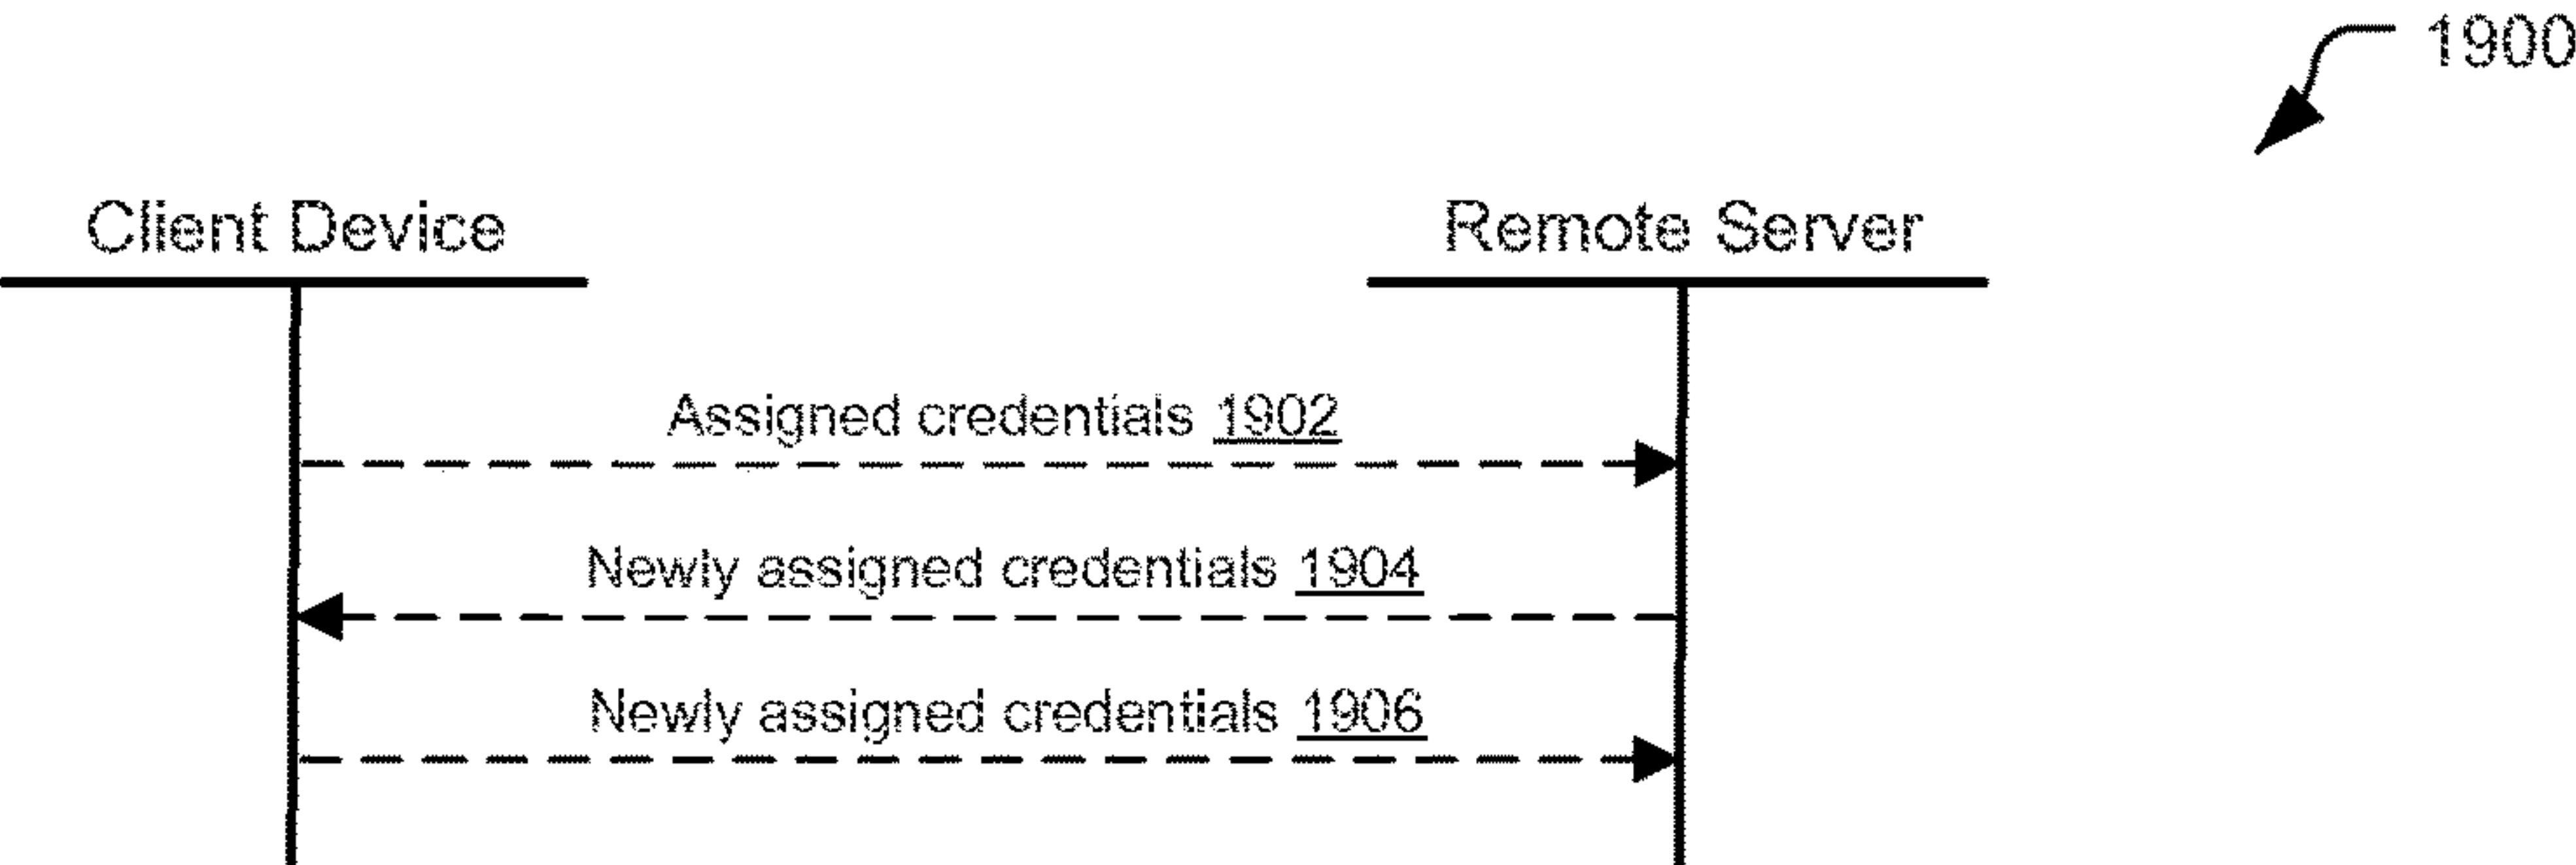 1900
Client Device
Remote Server
Assigned credentials 1902
Newly assigned credentials 1904
Newly assigned credentials 1906